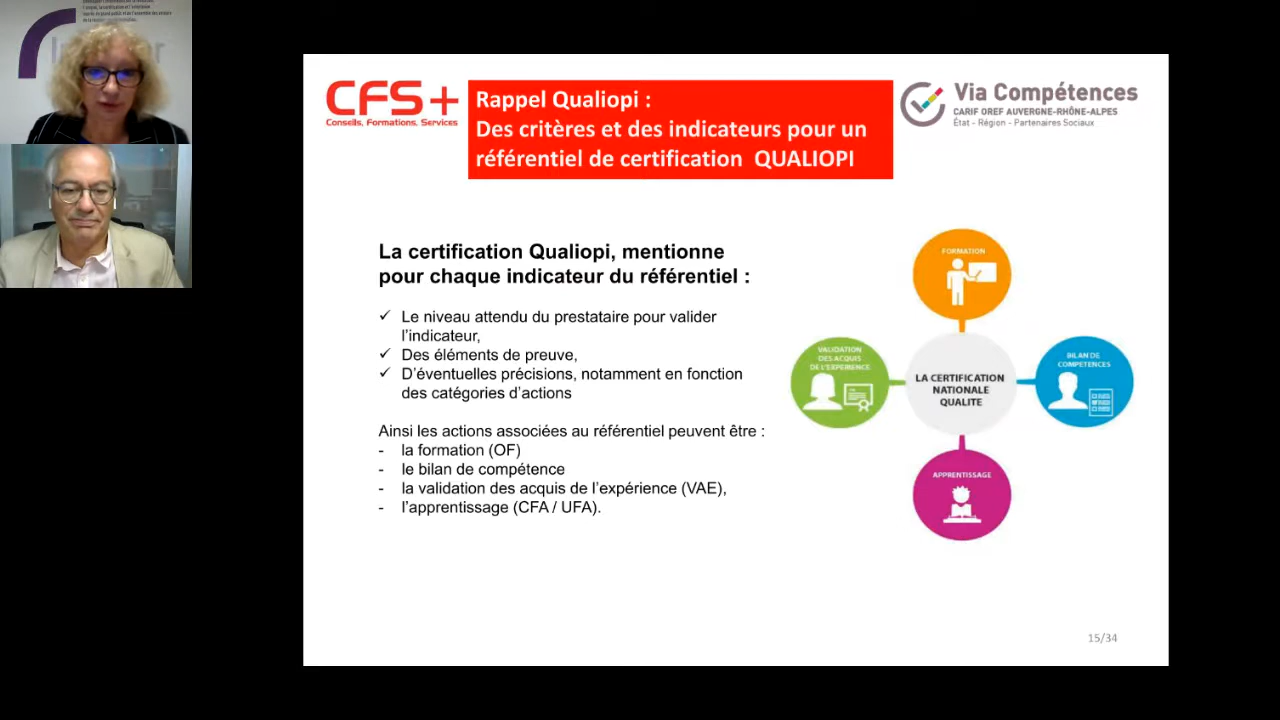 CFS+
Conseils, Formations, Services
Rappel Qualiopi :
Des critères et des indicateurs pour un
référentiel de certification QUALIOPI
Via Compétences
CARIF OREF AUVERGNE-RHÔNE-ALPES
État - Région - Partenaires Sociaux
La certification Qualiopi, mentionne
pour chaque indicateur du référentiel :
✓ Le niveau attendu du prestataire pour valider
l'indicateur,
✓ Des éléments de preuve,
✓ D'éventuelles précisions, notamment en fonction
des catégories d'actions
Ainsi les actions associées au référentiel peuvent être :
- la formation (OF)
- le bilan de compétence
- la validation des acquis de l'expérience (VAE),
- l'apprentissage (CFA / UFA).
FORMATION
VALIDATION
DES ACQUIS
DE L'EXPÉRIENCE
LA CERTIFICATION
NATIONALE
QUALITE
BILAN DE
COMPETENCES
APPRENTISSAGE
15/34